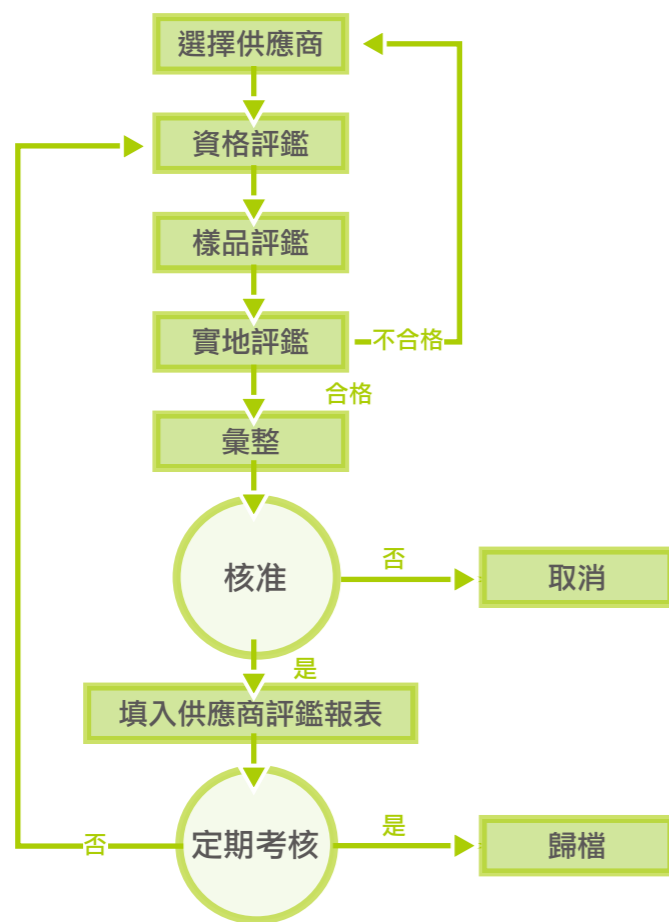 選擇供應商
資格評鑑
樣品評鑑
實地評鑑
不合格
合格
彙整
核准
否
取消
是
填入供應商評鑑報表
定期考核
否
是
歸檔